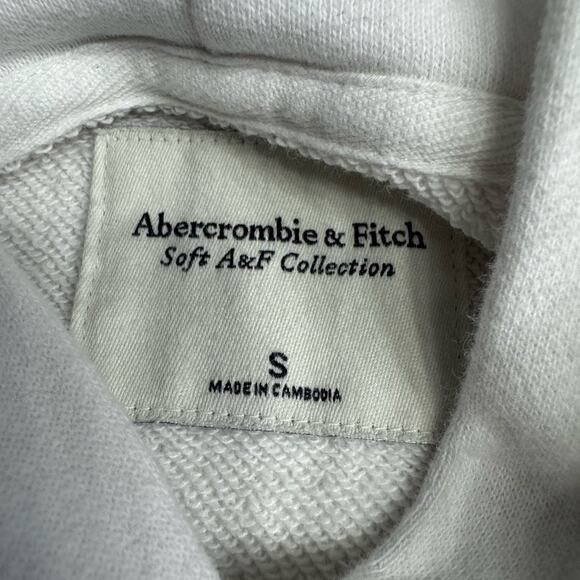 Abercrombie & Fitch
Soft A&F Collection
S
MADE IN CAMBODIA